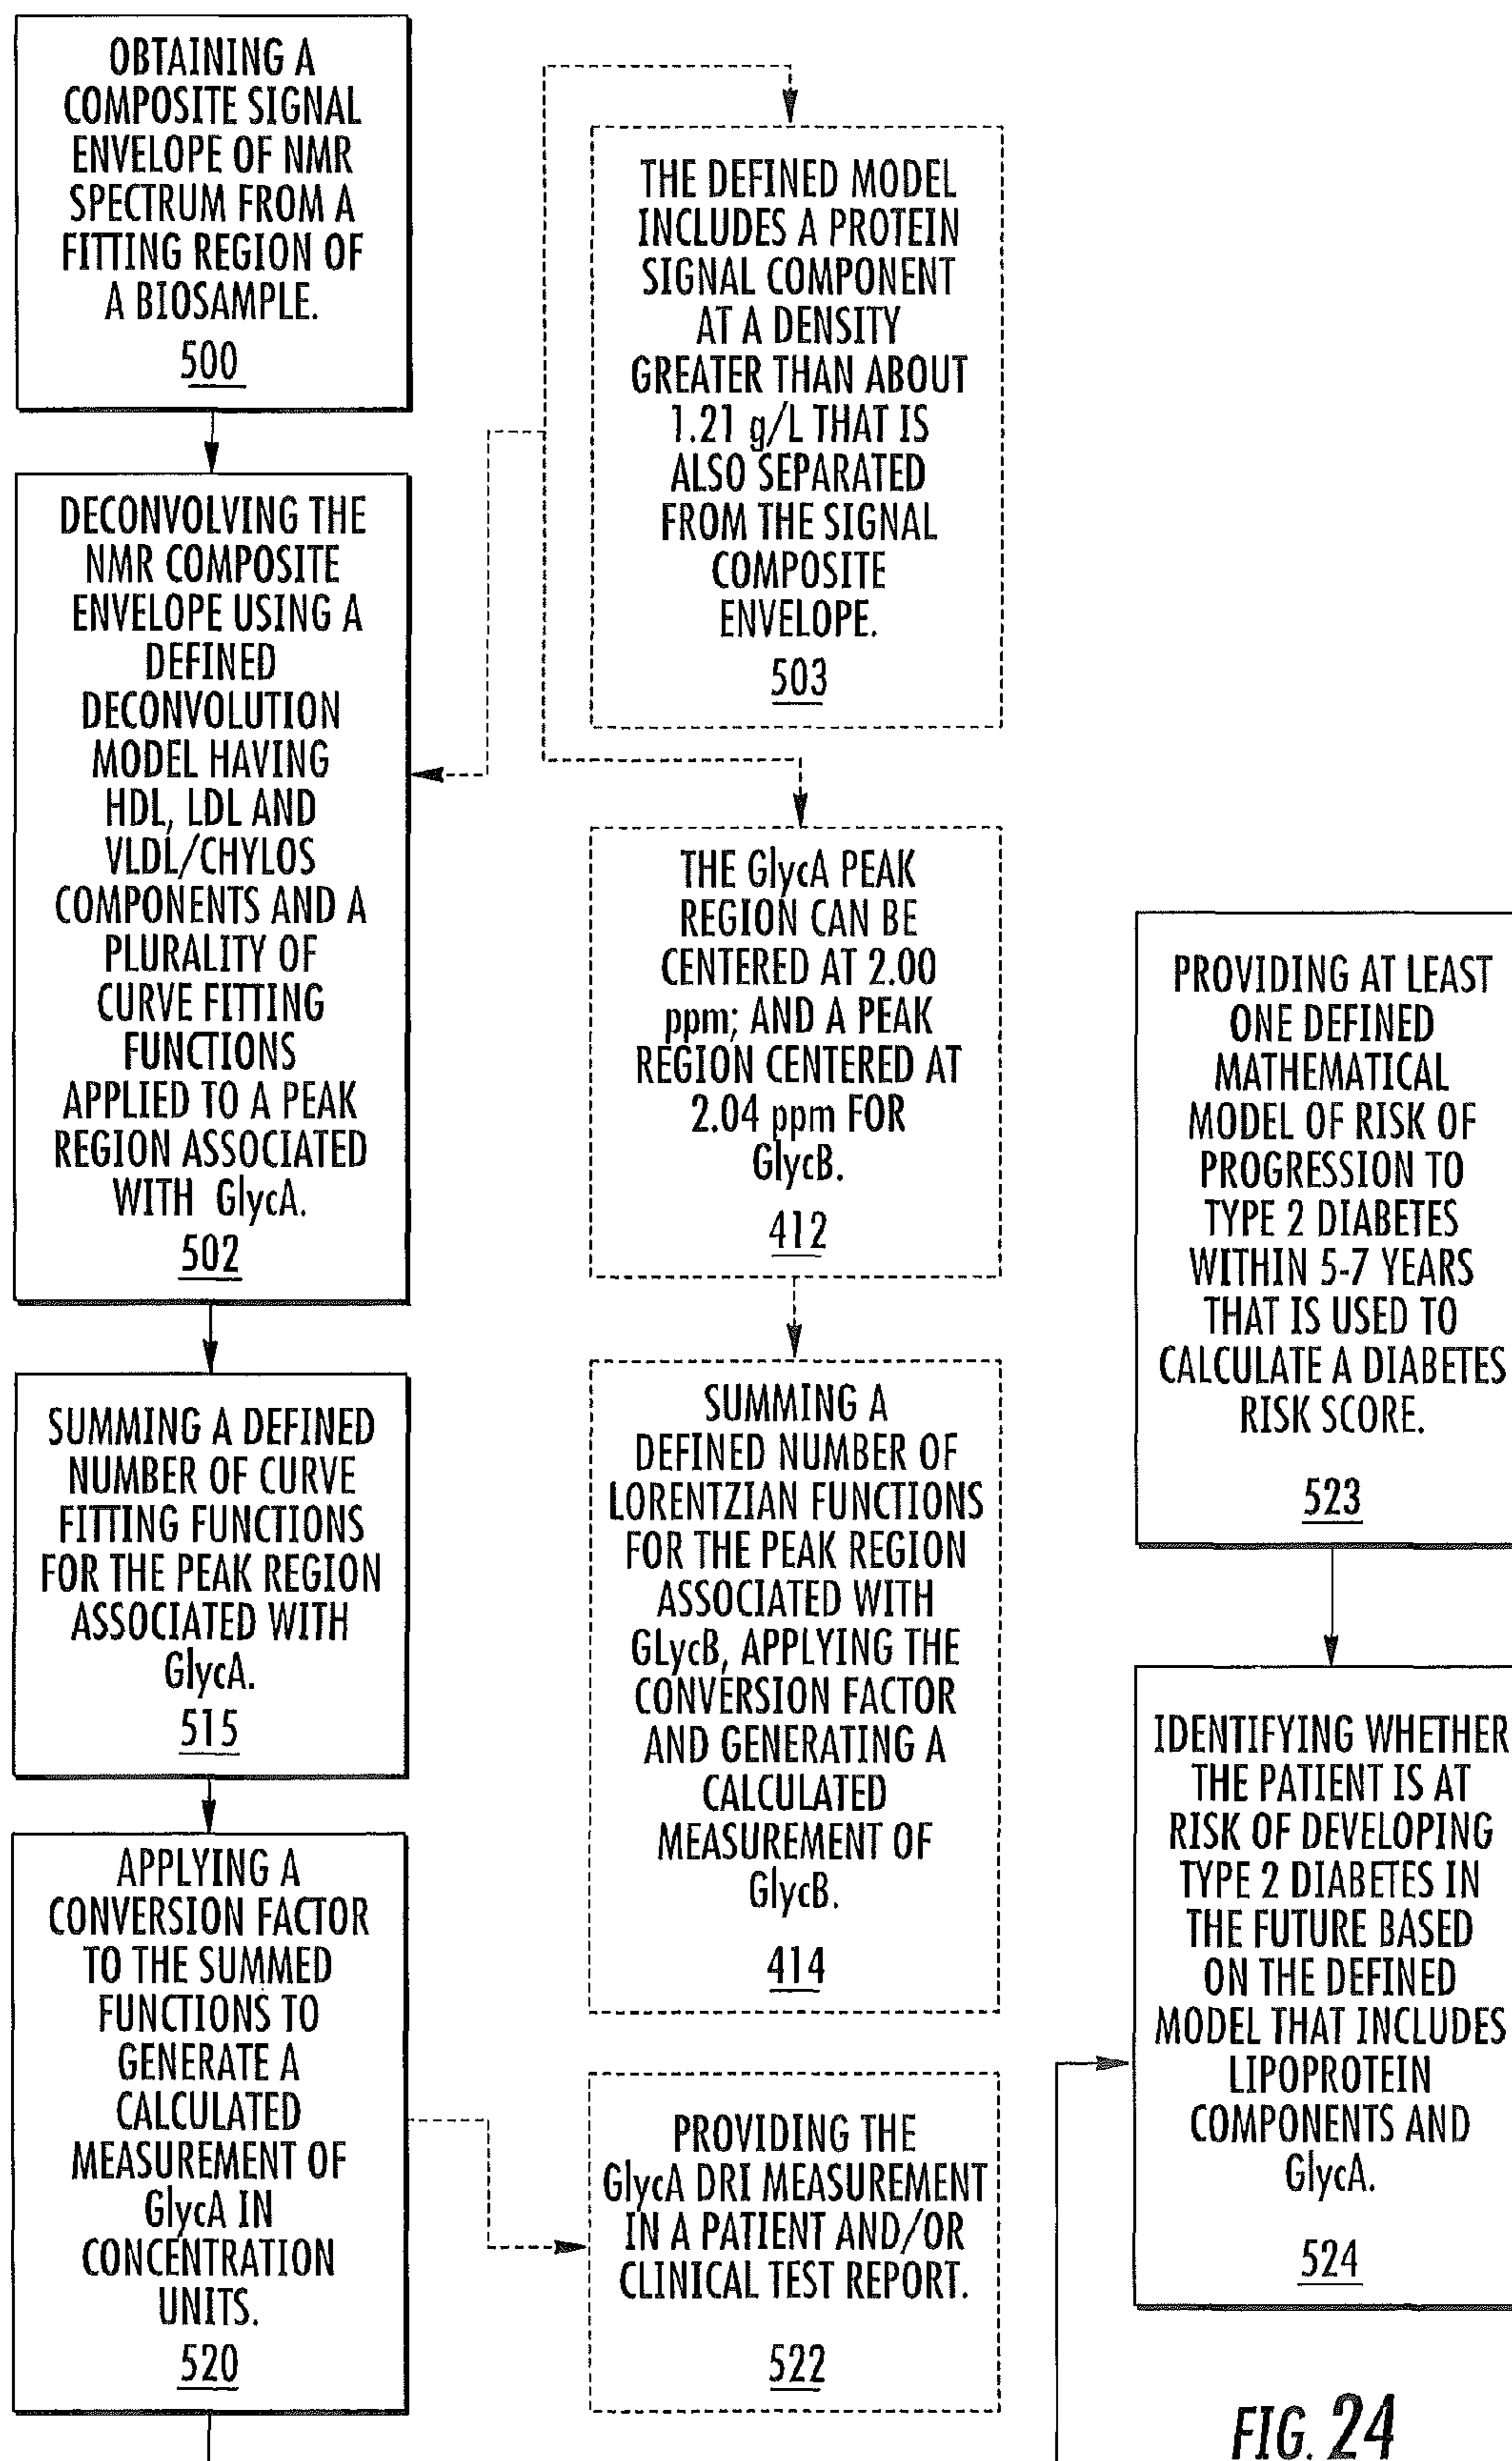 OBTAINING A
COMPOSITE SIGNAL
ENVELOPE OF NMR
SPECTRUM FROM A
FITTING REGION OF
A BIOSAMPLE.
500
DECONVOLVING THE
NMR COMPOSITE
ENVELOPE USING A
DEFINED
DECONVOLUTION
MODEL HAVING
HDL, LDL AND
VLDL/CHYLOS
COMPONENTS AND A
PLURALITY OF
CURVE FITTING
FUNCTIONS
APPLIED TO A PEAK
REGION ASSOCIATED
WITH GlycA.
502
SUMMING A DEFINED
NUMBER OF CURVE
FITTING FUNCTIONS
FOR THE PEAK REGION
ASSOCIATED WITH
GlycA.
515
APPLYING A
CONVERSION FACTOR
TO THE SUMMED
FUNCTIONS TO
GENERATE A
CALCULATED
MEASUREMENT OF
GlycA IN
CONCENTRATION
UNITS.
520
THE DEFINED MODEL
INCLUDES A PROTEIN
SIGNAL COMPONENT
AT A DENSITY
GREATER THAN ABOUT
1.21 g/L THAT IS
ALSO SEPARATED
FROM THE SIGNAL
COMPOSITE
ENVELOPE.
503
THE GlycA PEAK
REGION CAN BE
CENTERED AT 2.00
ppm; AND A PEAK
REGION CENTERED AT
2.04 ppm FOR
GlycB.
412
SUMMING A
DEFINED NUMBER OF
LORENTZIAN FUNCTIONS
FOR THE PEAK REGION
ASSOCIATED WITH
GLycB, APPLYING THE
CONVERSION FACTOR
AND GENERATING A
CALCULATED
MEASUREMENT OF
GlycB.
414
PROVIDING THE
GlycA DRI MEASUREMENT
IN A PATIENT AND/OR
CLINICAL TEST REPORT.
522
PROVIDING AT LEAST
ONE DEFINED
MATHEMATICAL
MODEL OF RISK OF
PROGRESSION TO
TYPE 2 DIABETES
WITHIN 5-7 YEARS
THAT IS USED TO
CALCULATE A DIABETES
RISK SCORE.
523
IDENTIFYING WHETHER
THE PATIENT IS AT
RISK OF DEVELOPING
TYPE 2 DIABETES IN
THE FUTURE BASED
ON THE DEFINED
MODEL THAT INCLUDES
LIPOPROTEIN
COMPONENTS AND
GlycA.
524
FIG. 24